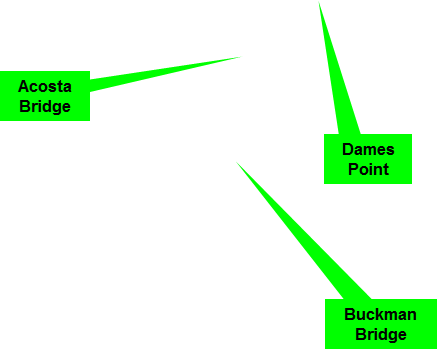 Acosta
Bridge
Dames
Point
Buckman
Bridge